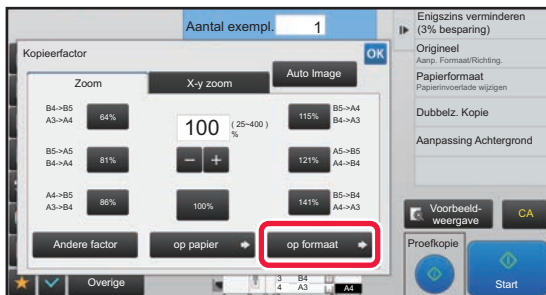 Aantal exempl. 1
Enigszins verminderen
(3% besparing)
Origineel
Aanp. Formaat/Richting.
Papierformaat
Papierinvoerlade wijzigen
Dubbelz. Kopie
Aanpassing Achtergrond
Kopieerfactor
OK
Zoom
X-y zoom
Auto Image
B4->B5
A3->A4
64%
100
(25~400)
%
115%
B5->A4
B4->A3
B5->A5
B4->A4
81%
121%
A5->B5
A4->B4
A4->B5
A3->B4
86%
100%
141%
B5->B4
A4->A3
Andere factor
op papier
op formaat
Voorbeeld-
weergave
CA
Proefkopie
Start
Overige
3 B4
4 A3
A4